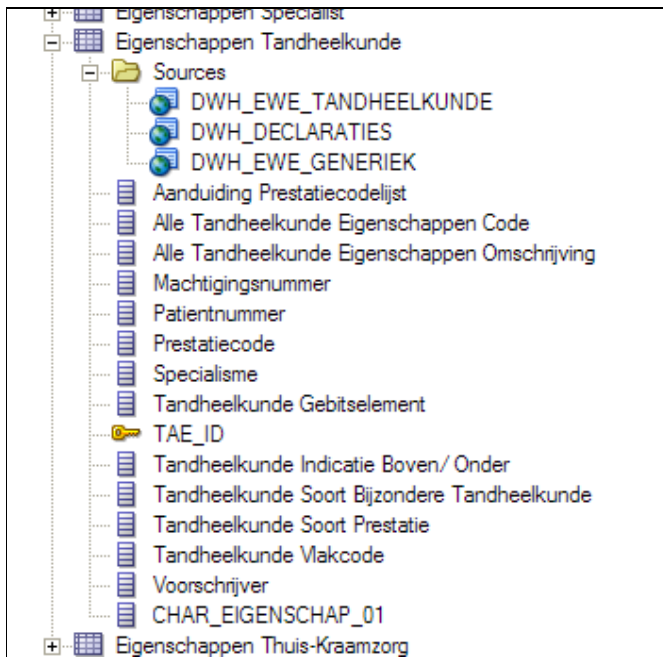 Eigenschappen Specialist
Eigenschappen Tandheelkunde
Sources
DWH_EWE_TANDHEELKUNDE
DWH_DECLARATIES
DWH_EWE_GENERIEK
Aanduiding Prestatiecodelijst
Alle Tandheelkunde Eigenschappen Code
Alle Tandheelkunde Eigenschappen Omschrijving
Machtigingsnummer
Patientnummer
Prestatiecode
Specialisme
Tandheelkunde Gebitselement
TAE_ID
Tandheelkunde Indicatie Boven/ Onder
Tandheelkunde Soort Bijzondere Tandheelkunde
Tandheelkunde Soort Prestatie
Tandheelkunde Vlakcode
Voorschrijver
CHAR_EIGENSCHAP_01
Eigenschappen Thuis-Kraamzorg